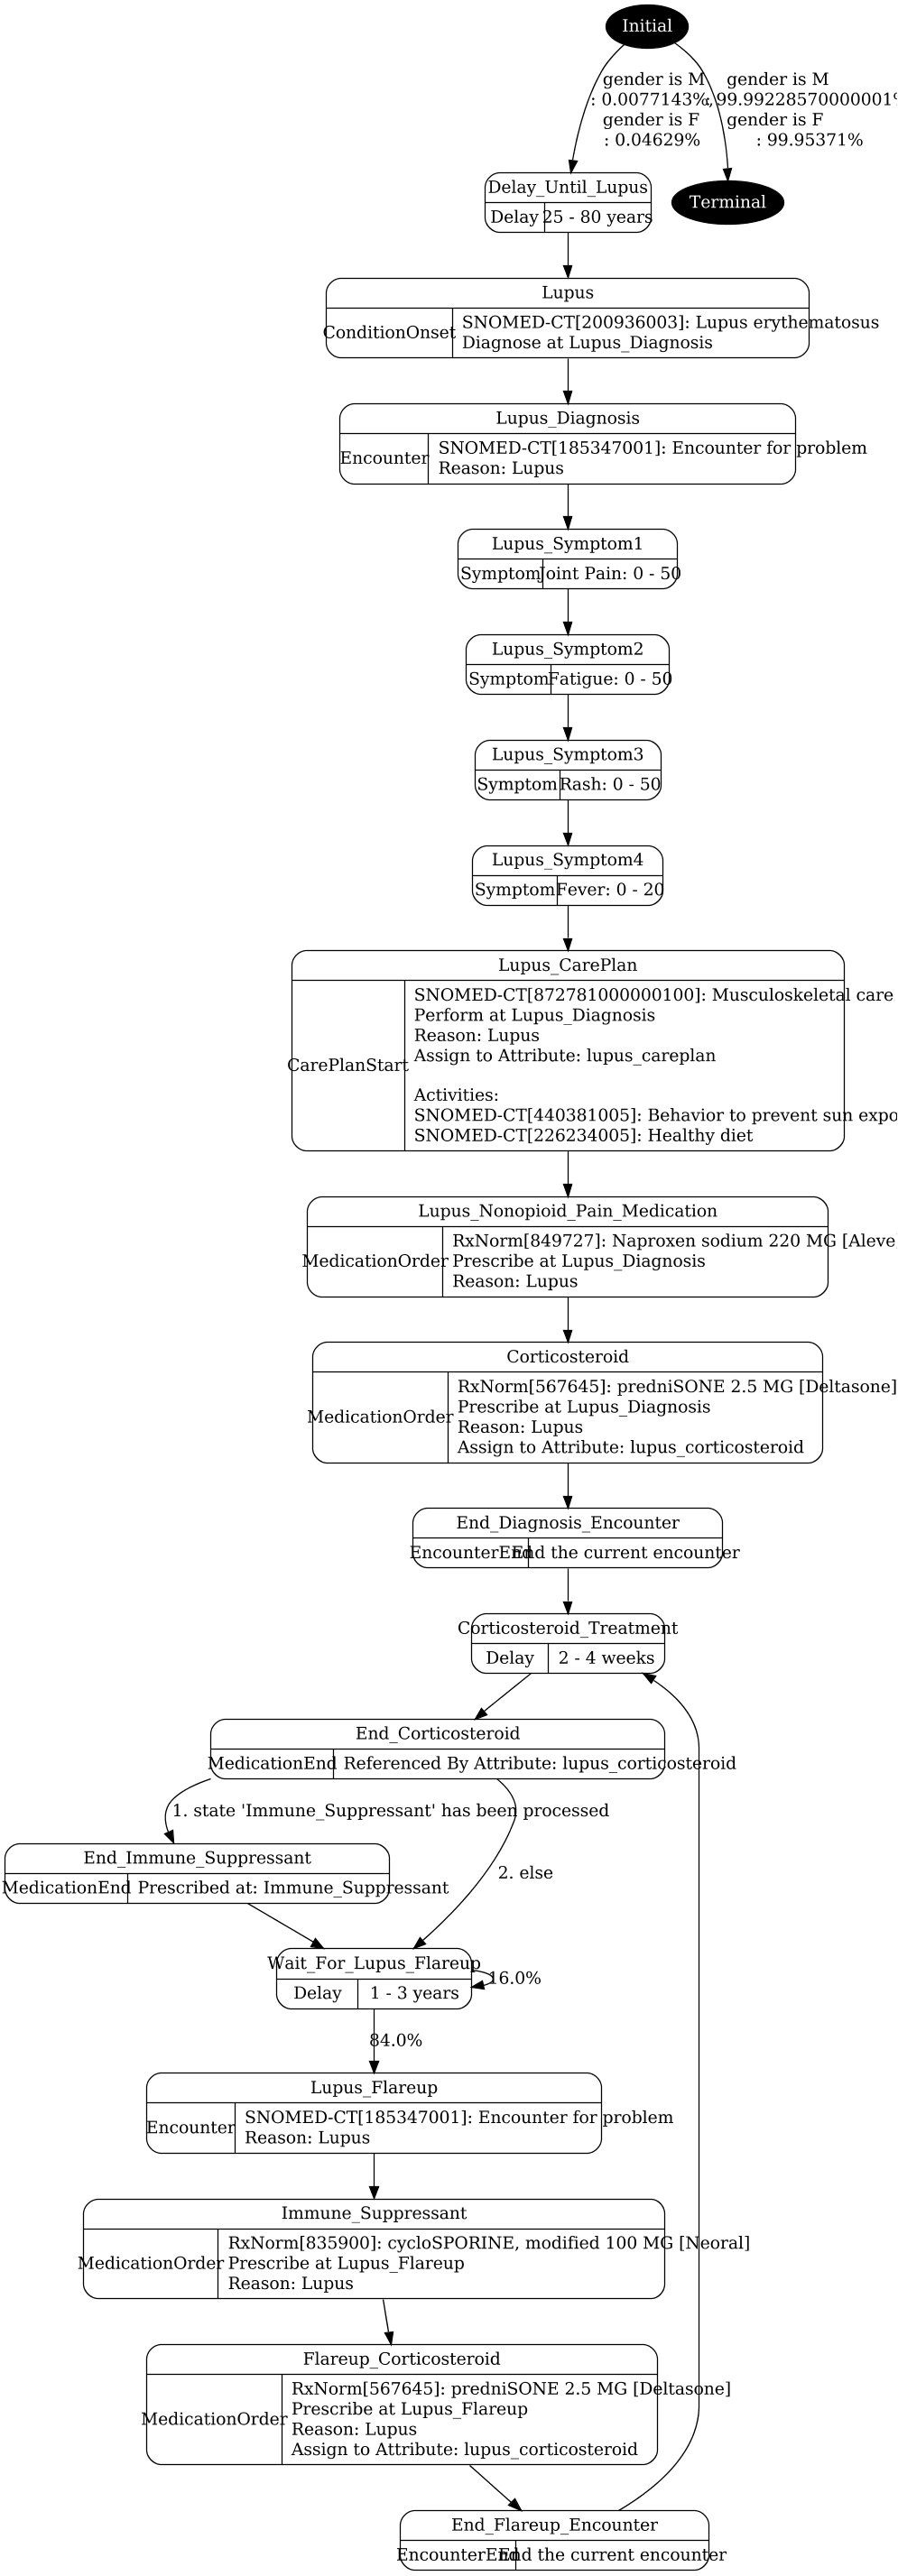 Initial
gender is M
: 0.0077143%,
gender is F
: 0.04629%
gender is M
: 99.99228570000001%
gender is F
: 99.95371%
Delay_Until_Lupus
Delay
25 - 80 years
Terminal
Lupus
ConditionOnset
SNOMED-CT[200936003]: Lupus erythematosus
Diagnose at Lupus_Diagnosis
Lupus_Diagnosis
Encounter
SNOMED-CT[185347001]: Encounter for problem
Reason: Lupus
Lupus_Symptom1
Symptom
Joint Pain: 0 - 50
Lupus_Symptom2
Symptom
Fatigue: 0 - 50
Lupus_Symptom3
Symptom
Rash: 0 - 50
Lupus_Symptom4
Symptom
Fever: 0 - 20
Lupus_CarePlan
CarePlanStart
SNOMED-CT[872781000000100]: Musculoskeletal care
Perform at Lupus_Diagnosis
Reason: Lupus
Assign to Attribute: lupus_careplan
Activities:
SNOMED-CT[440381005]: Behavior to prevent sun expo
SNOMED-CT[226234005]: Healthy diet
Lupus_Nonopioid_Pain_Medication
MedicationOrder
RxNorm[849727]: Naproxen sodium 220 MG [Aleve]
Prescribe at Lupus_Diagnosis
Reason: Lupus
Corticosteroid
MedicationOrder
RxNorm[567645]: predniSONE 2.5 MG [Deltasone]
Prescribe at Lupus_Diagnosis
Reason: Lupus
Assign to Attribute: lupus_corticosteroid
End_Diagnosis_Encounter
EncounterEnd
End the current encounter
Corticosteroid_Treatment
Delay
2 - 4 weeks
End_Corticosteroid
MedicationEnd
Referenced By Attribute: lupus_corticosteroid
1. state 'Immune_Suppressant' has been processed
End_Immune_Suppressant
MedicationEnd
Prescribed at: Immune_Suppressant
2. else
Wait_For_Lupus_Flareup
Delay
1 - 3 years
16.0%
84.0%
Lupus_Flareup
Encounter
SNOMED-CT[185347001]: Encounter for problem
Reason: Lupus
Immune_Suppressant
MedicationOrder
RxNorm[835900]: cycloSPORINE, modified 100 MG [Neoral]
Prescribe at Lupus_Flareup
Reason: Lupus
Flareup_Corticosteroid
MedicationOrder
RxNorm[567645]: predniSONE 2.5 MG [Deltasone]
Prescribe at Lupus_Flareup
Reason: Lupus
Assign to Attribute: lupus_corticosteroid
End_Flareup_Encounter
EncounterEnd
End the current encounter